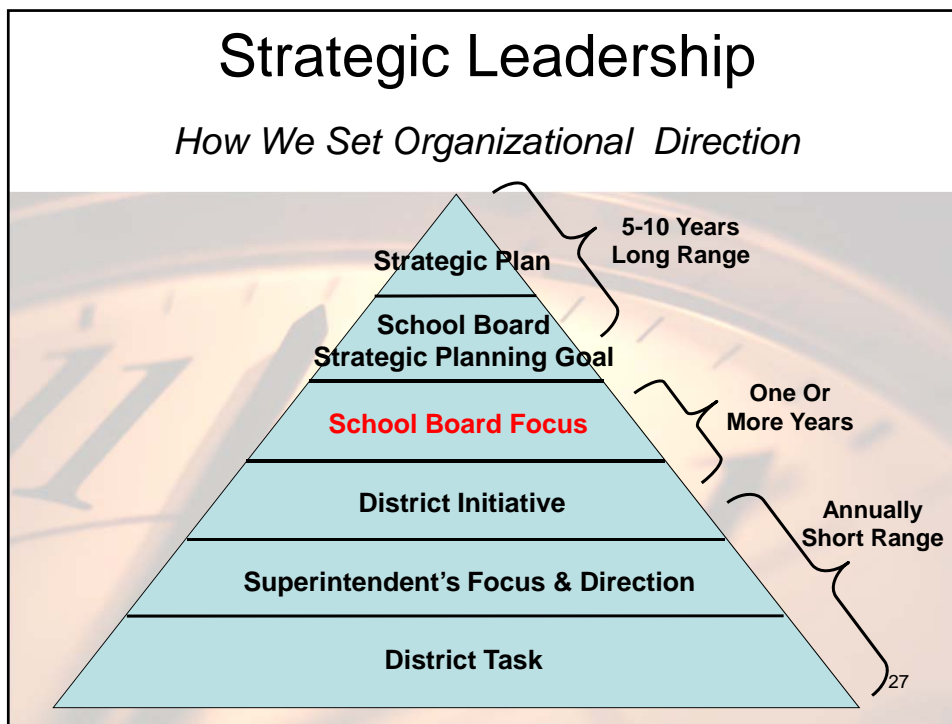 Strategic Leadership
How We Set Organizational Direction
5-10 Years
Long Range
Strategic Plan
School Board
Strategic Planning Goal
One Or
More Years
School Board Focus
District Initiative
Annually
Short Range
Superintendent’s Focus & Direction
District Task
27
11